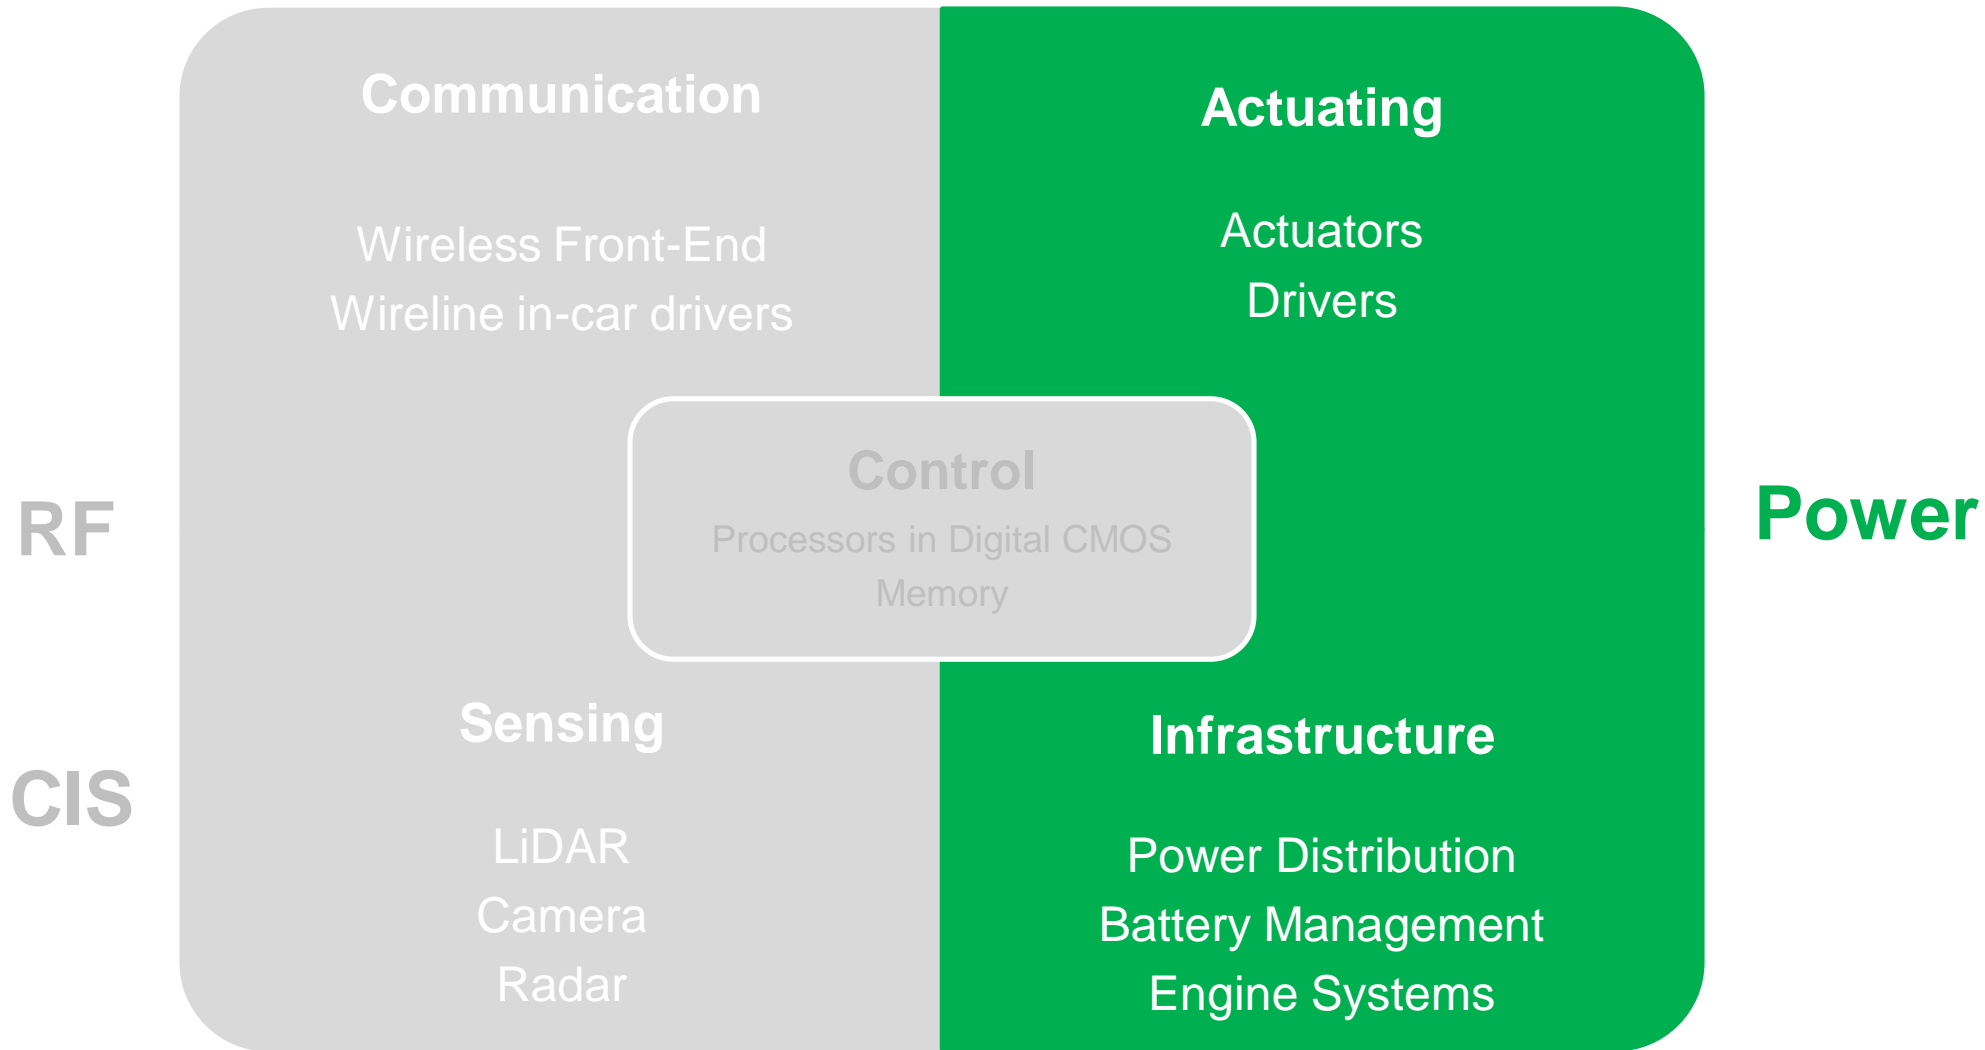 Communication
Wireless Front-End
Wireline in-car drivers
Actuating
Actuators
Drivers
RF
Control
Processors in Digital CMOS
Memory
Power
CIS
Sensing
LiDAR
Camera
Radar
Infrastructure
Power Distribution
Battery Management
Engine Systems